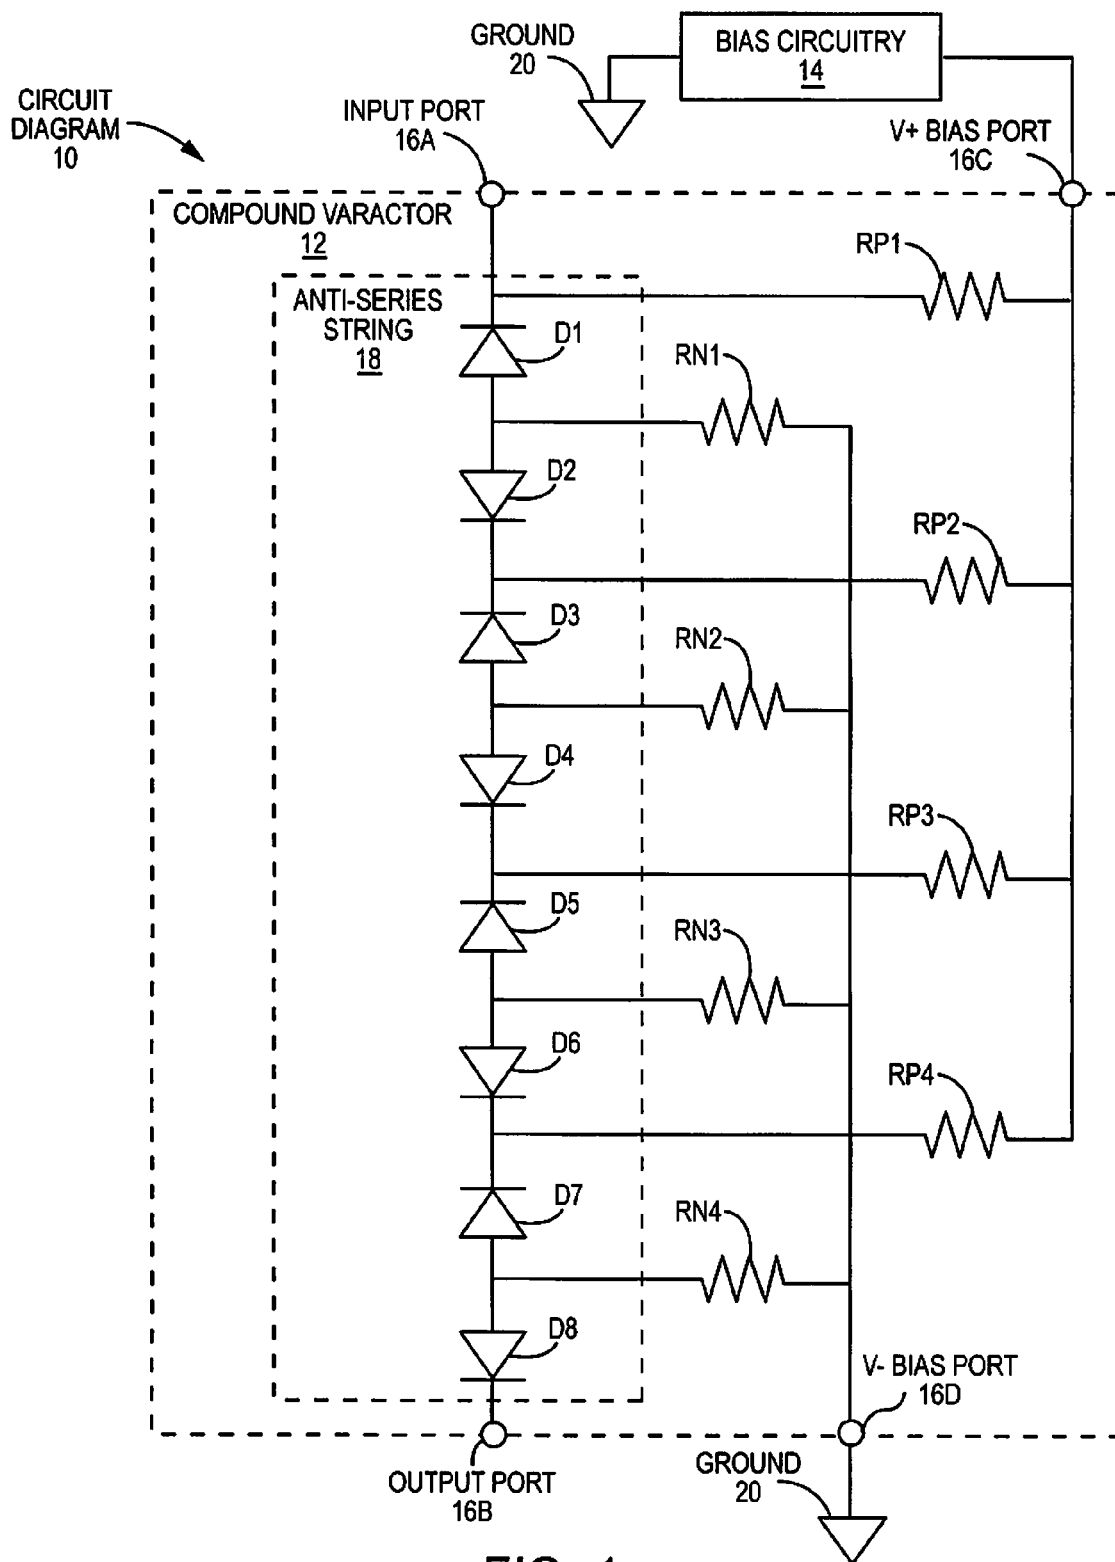 GROUND
20
BIAS CIRCUITRY
14
CIRCUIT
DIAGRAM
10
INPUT PORT
16A
V+ BIAS PORT
16C
COMPOUND VARACTOR
12
RP1
ANTI-SERIES
STRING
18
D1
RN1
D2
RP2
D3
RN2
D4
RP3
D5
RN3
D6
RP4
D7
RN4
D8
V- BIAS PORT
16D
OUTPUT PORT
16B
GROUND
20